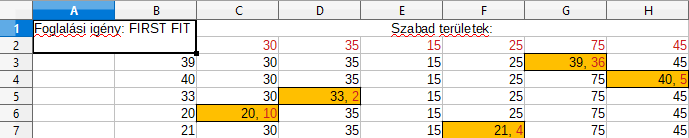 A B C D E F G H
1 Foglalási igény: FIRST FIT Szabad területek:
2 30 35 15 25 75 45
3 39 30 35 15 25 39, 36 45
4 40 30 35 15 25 75 40, 5
5 33 30 33, 2 15 25 75 45
6 20 20, 10 35 15 25 75 45
7 21 30 35 15 21, 4 75 45